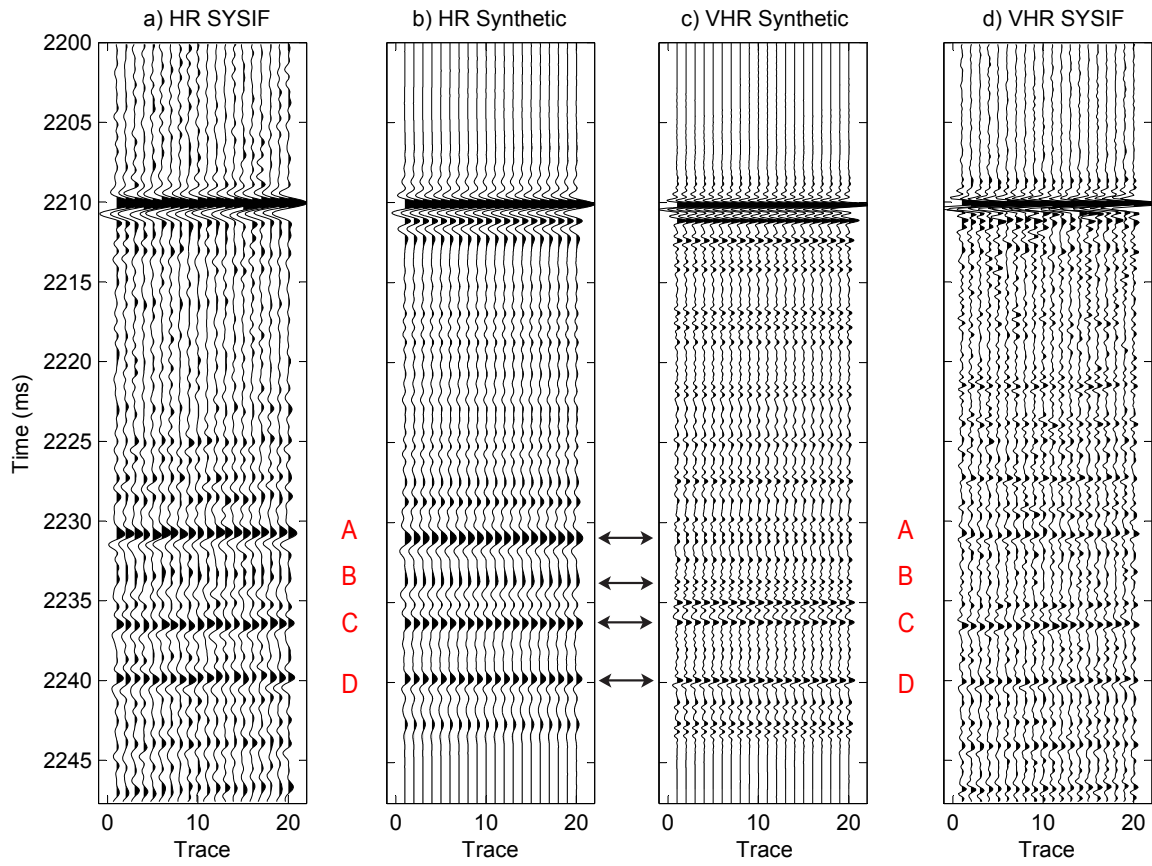 a) HR SYSIF
b) HR Synthetic
c) VHR Synthetic
d) VHR SYSIF
Time (ms)
2200
2205
2210
2215
2220
2225
2230
2235
2240
2245
A
B
C
D
A
B
C
D
0 10 20
0 10 20
0 10 20
0 10 20
Trace
Trace
Trace
Trace